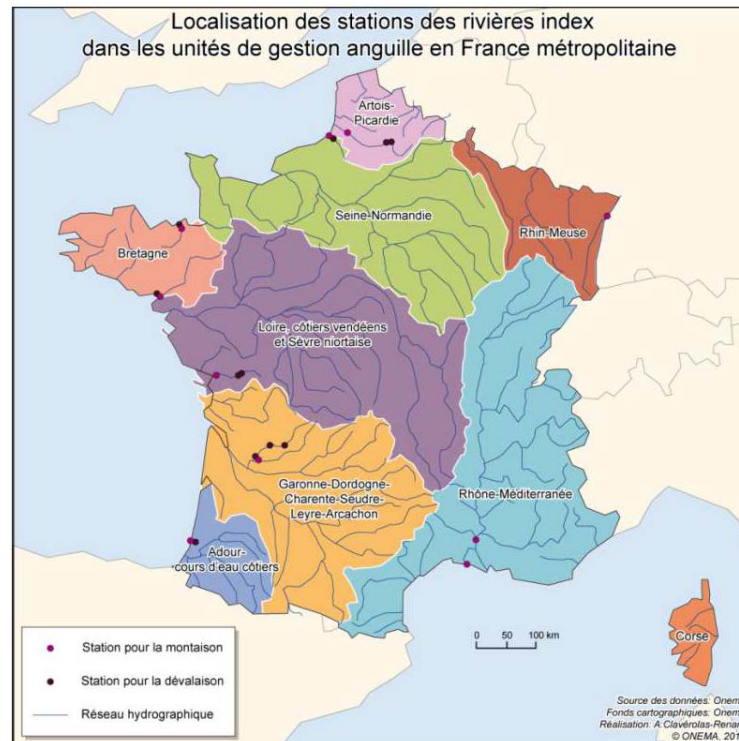 Localisation des stations des rivières index
dans les unités de gestion anguille en France métropolitaine
Artois-
Picardie
Seine-Normandie
Rhin-Meuse
Bretagne
Loire, côtiers vendéens
et Sèvre niortaise
Garonne-Dordogne-
Charente-Seudre-
Leyre-Arcachon
Rhône-Méditerranée
Adour-
cours d'eau côtiers
Corse
0 50 100 km
Station pour la montaison
Station pour la dévalaison
Réseau hydrographique
Source des données: Onem
Fonds cartographiques: Onem
Réalisation: A.Clavérolas-Renar
© ONEMA, 201